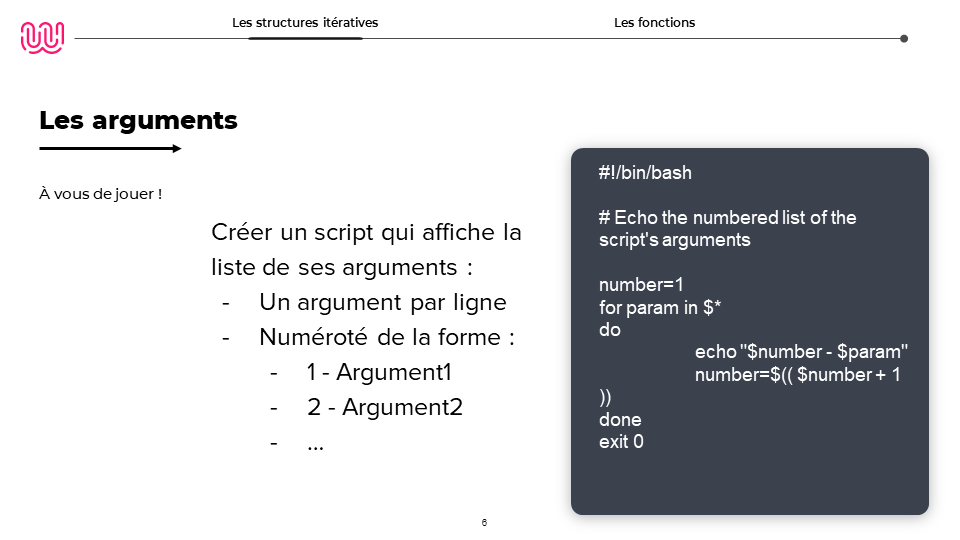 Les structures itératives
Les fonctions
Les arguments
À vous de jouer !
Créer un script qui affiche la
liste de ses arguments :
- Un argument par ligne
- Numéroté de la forme :
- 1 - Argument1
- 2 - Argument2
- ...
#!/bin/bash
# Echo the numbered list of the
script's arguments
number=1
for param in $*
do
echo "$number - $param"
number=$(( $number + 1
))
done
exit 0
6